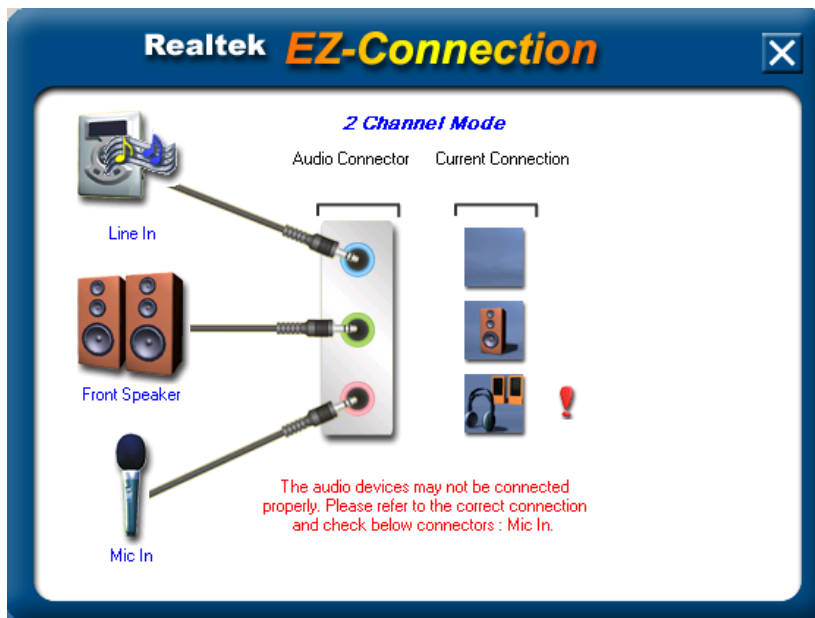 Realtek EZ-Connection
2 Channel Mode
Audio Connector Current Connection
Line In
Front Speaker
Mic In
The audio devices may not be connected
properly. Please refer to the correct connection
and check below connectors : Mic In.